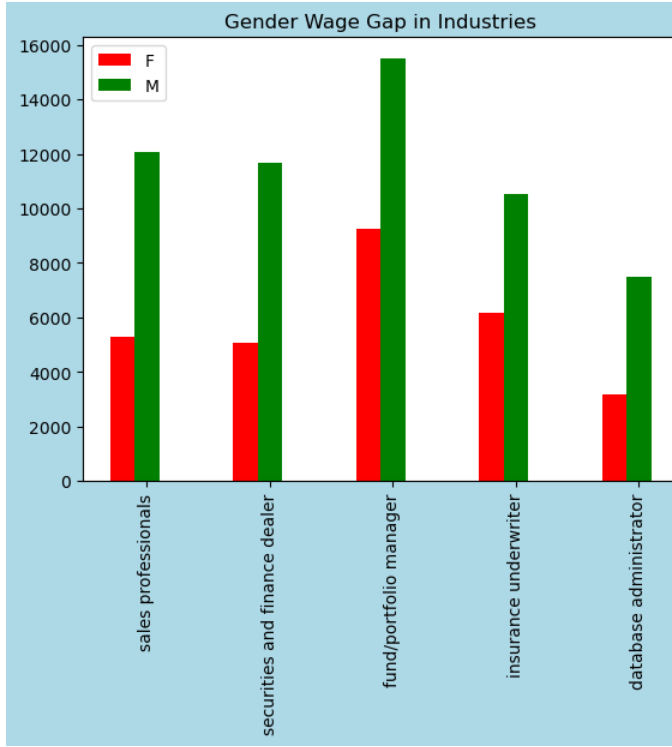 Gender Wage Gap in Industries
16000
14000
12000
10000
8000
6000
4000
2000
0
F
M
sales professionals
securities and finance dealer
fund/portfolio manager
insurance underwriter
database administrator